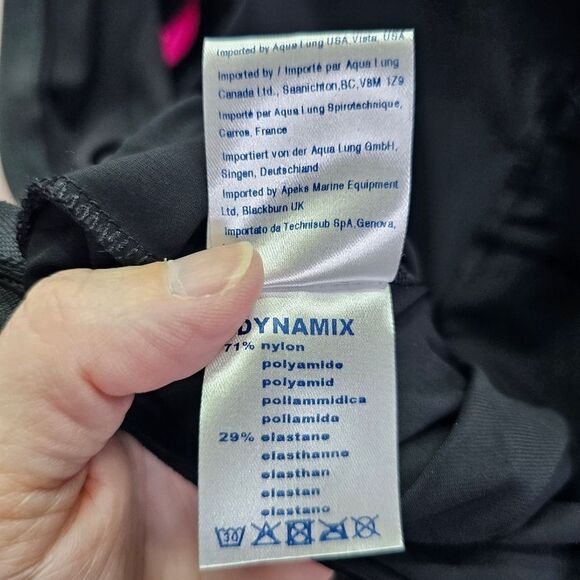 Imported by Aqua Lung USA, Vista, USA
Imported by / Importé par Aqua Lung
Canada Ltd., Saanichton,BC,V8M 1Z9
Importé par Aqua Lung Spirotechnique,
Carros, France
Importiert von der Aqua Lung GmbH,
Singen, Deutschland
Imported by Apeks Marine Equipment
Ltd, Blackburn UK
Importato da Technisub SpA,Genova,
DYNAMIX
71% nylon
polyamide
polyamid
poliammidica
poliamida
29% elastane
elasthanne
elasthan
elastan
elastano
30